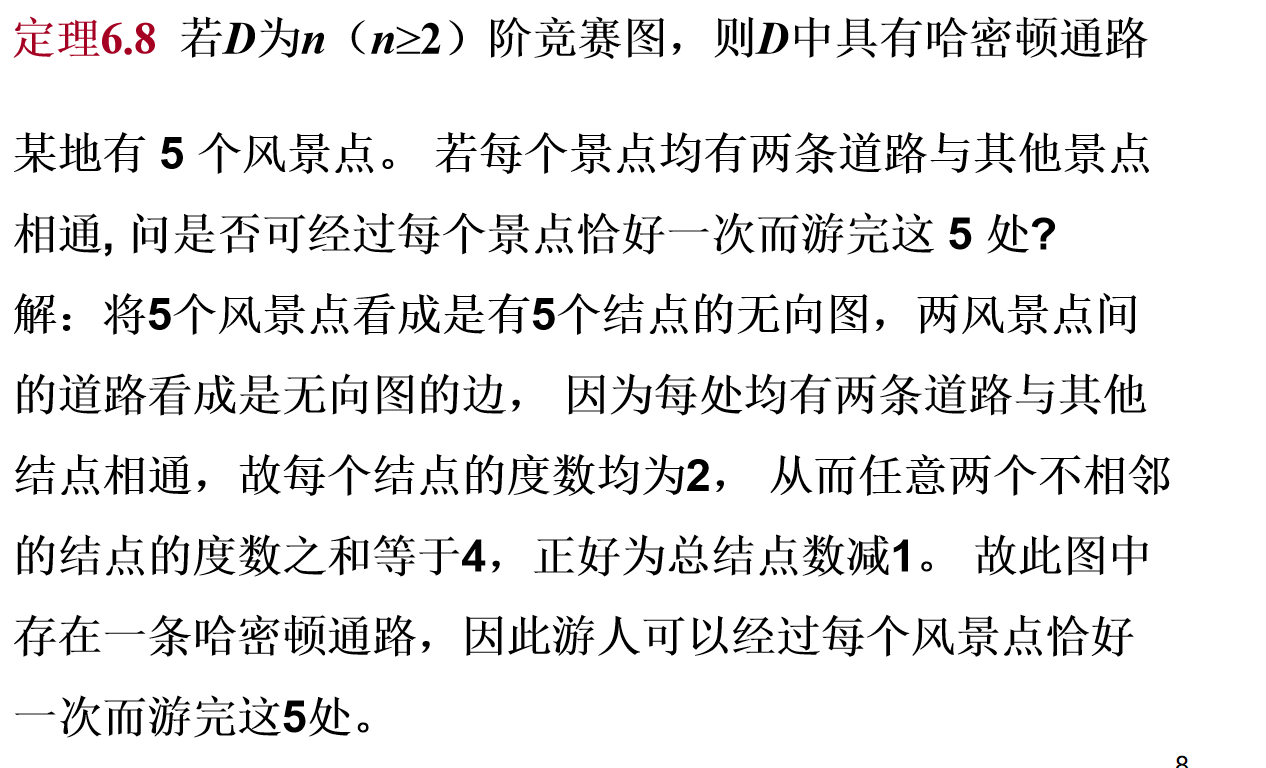 定理6.8 若D为n（n≥2）阶竞赛图，则D中具有哈密顿通路
某地有 5 个风景点。 若每个景点均有两条道路与其他景点
相通, 问是否可经过每个景点恰好一次而游完这 5 处?
解：将5个风景点看成是有5个结点的无向图，两风景点间
的道路看成是无向图的边， 因为每处均有两条道路与其他
结点相通，故每个结点的度数均为2， 从而任意两个不相邻
的结点的度数之和等于4，正好为总结点数减1。 故此图中
存在一条哈密顿通路，因此游人可以经过每个风景点恰好
一次而游完这5处。
8